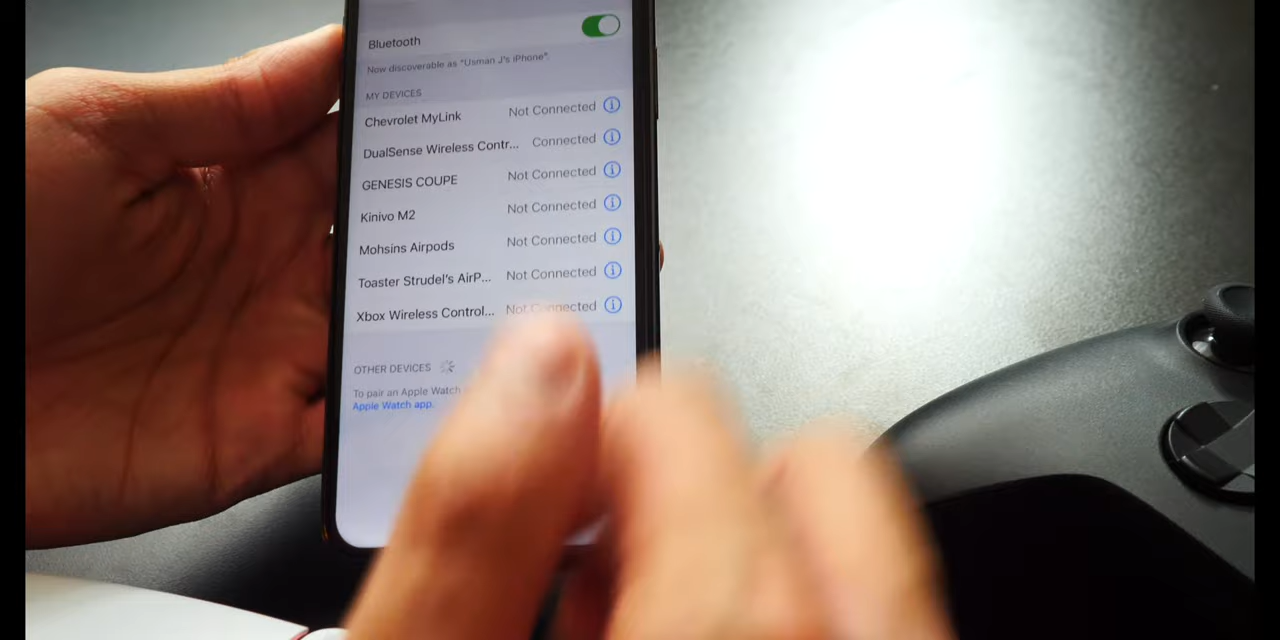 Bluetooth
Now discoverable as "Usman J's iPhone".
MY DEVICES
Chevrolet MyLink Not Connected
DualSense Wireless Contr... Connected
GENESIS COUPE Not Connected
Kinivo M2 Not Connected
Mohsins Airpods Not Connected
Toaster Strudel's AirP... Not Connected
Xbox Wireless Control... Not Connected
OTHER DEVICES
To pair an Apple Watch
Apple Watch app.